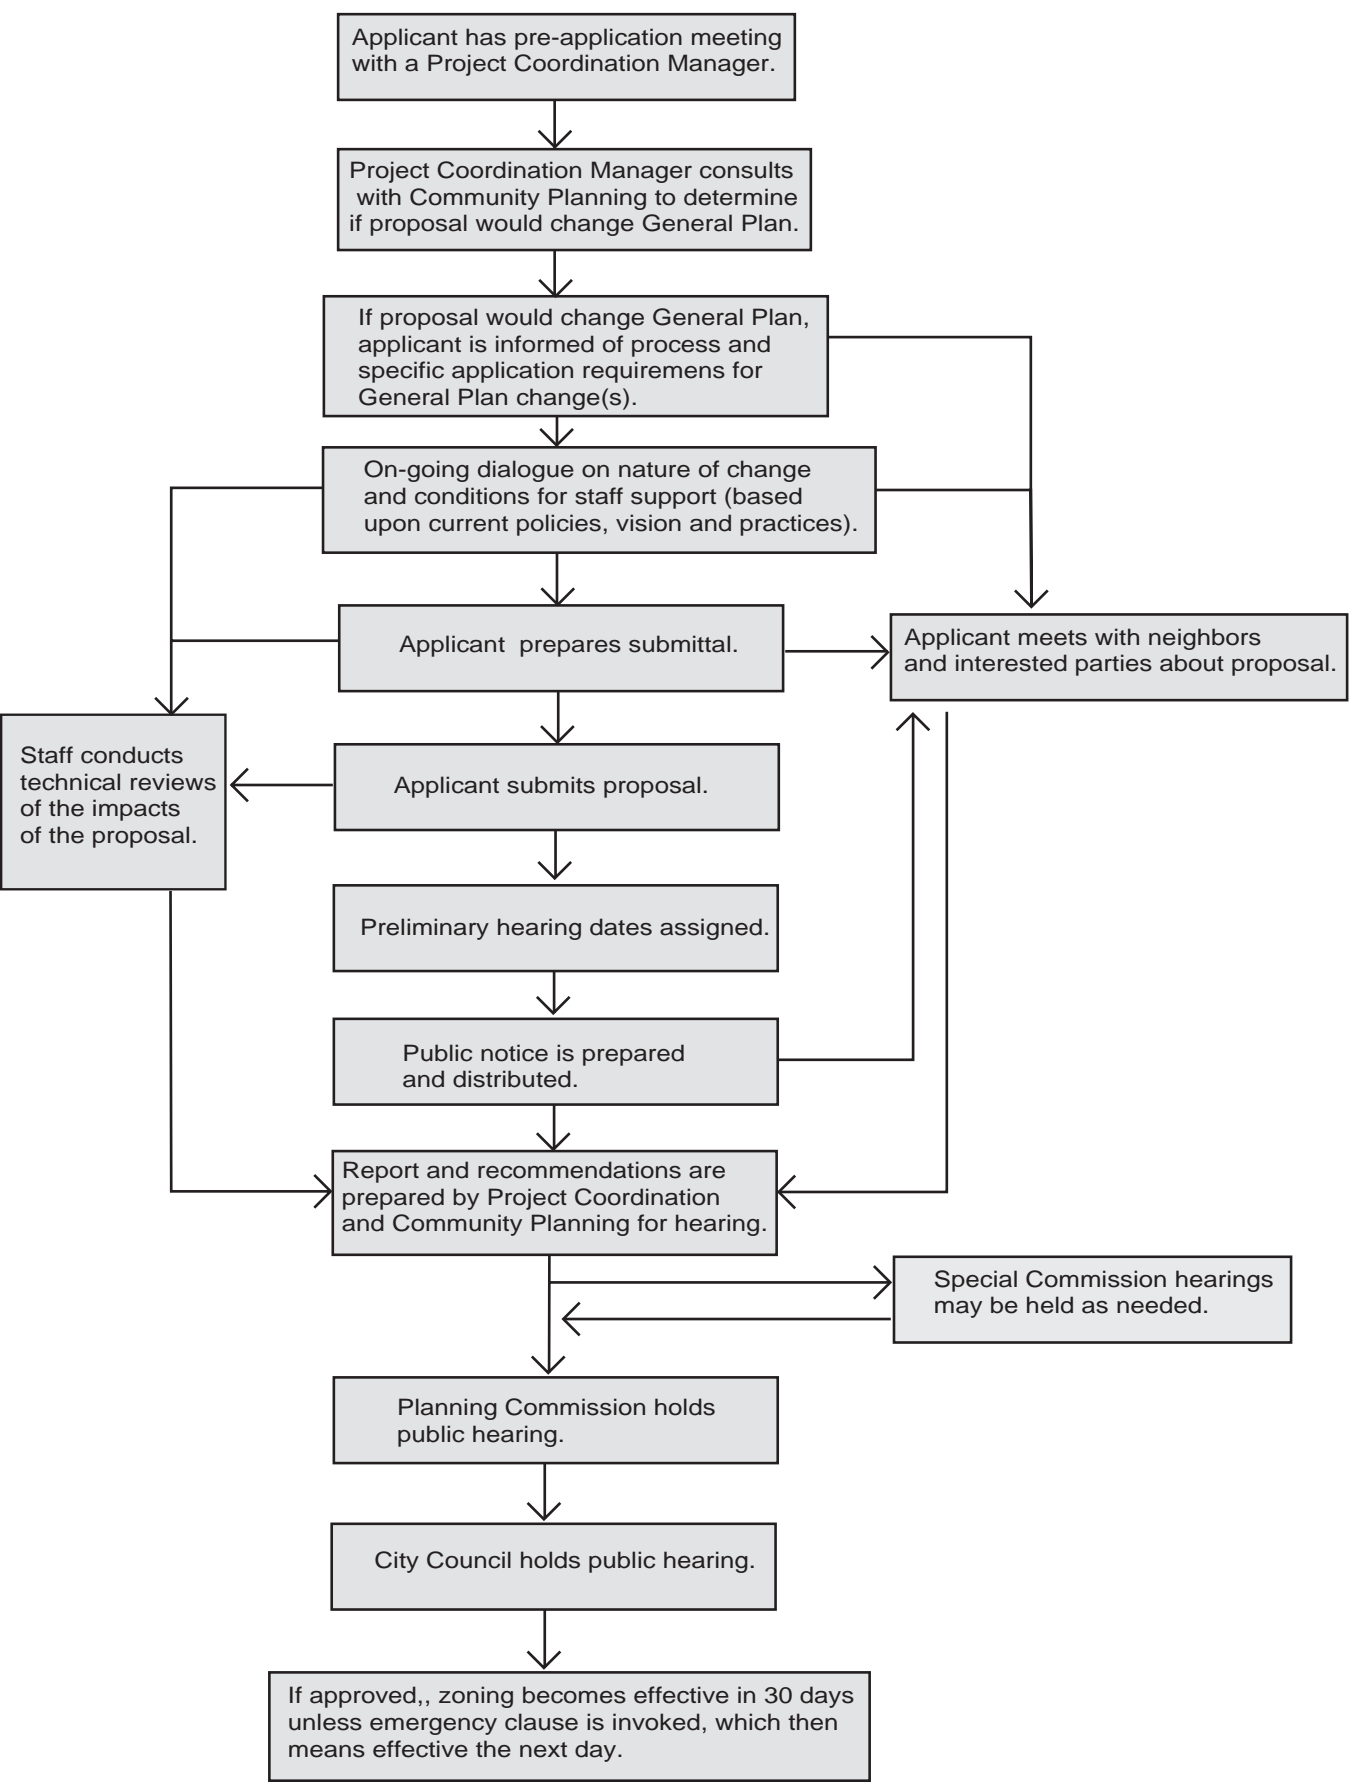 Applicant has pre-application meeting
with a Project Coordination Manager.
Project Coordination Manager consults
with Community Planning to determine
if proposal would change General Plan.
If proposal would change General Plan,
applicant is informed of process and
specific application requiremens for
General Plan change(s).
On-going dialogue on nature of change
and conditions for staff support (based
upon current policies, vision and practices).
Applicant prepares submittal.
Applicant meets with neighbors
and interested parties about proposal.
Staff conducts
technical reviews
of the impacts
of the proposal.
Applicant submits proposal.
Preliminary hearing dates assigned.
Public notice is prepared
and distributed.
Report and recommendations are
prepared by Project Coordination
and Community Planning for hearing.
Special Commission hearings
may be held as needed.
Planning Commission holds
public hearing.
City Council holds public hearing.
If approved,, zoning becomes effective in 30 days
unless emergency clause is invoked, which then
means effective the next day.